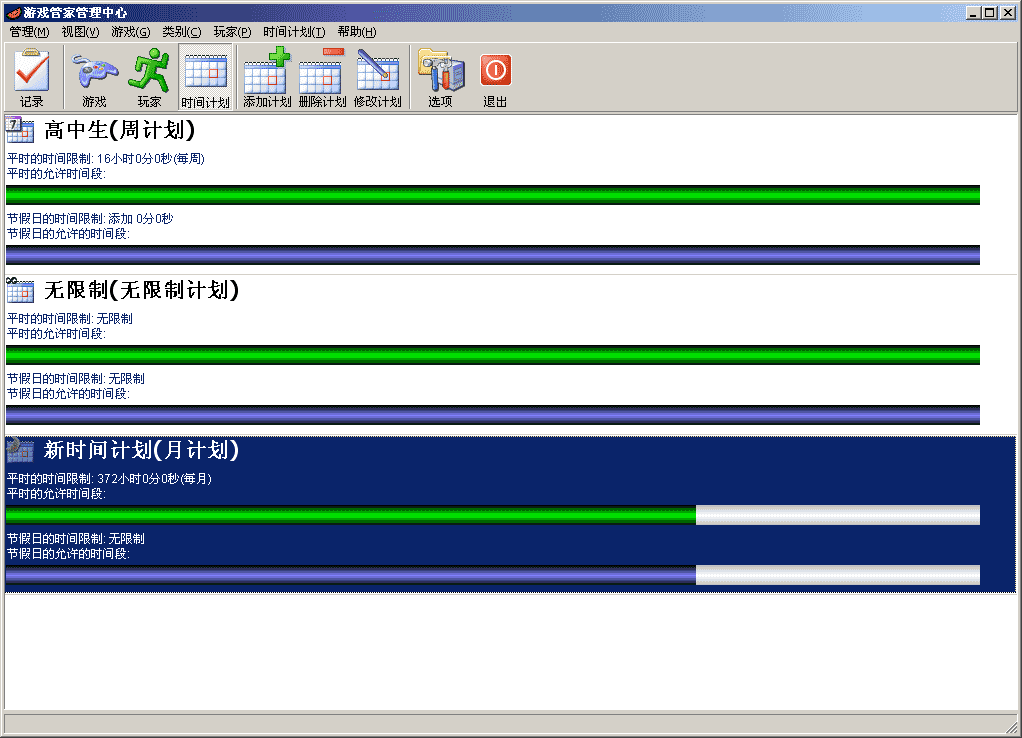 游戏管家管理中心
管理(M) 视图(V) 游戏(G) 类别(C) 玩家(P) 时间计划(T) 帮助(H)
记录 游戏 玩家 时间计划 添加计划 删除计划 修改计划 选项 退出
7 高中生(周计划)
平时的时间限制: 16小时0分0秒(每周)
平时的允许时间段:
节假日的时间限制: 添加 0分0秒
节假日的允许的时间段:
无限制(无限制计划)
平时的时间限制: 无限制
平时的允许时间段:
节假日的时间限制: 无限制
节假日的允许的时间段:
新时间计划(月计划)
平时的时间限制: 372小时0分0秒(每月)
平时的允许时间段:
节假日的时间限制: 无限制
节假日的允许的时间段: